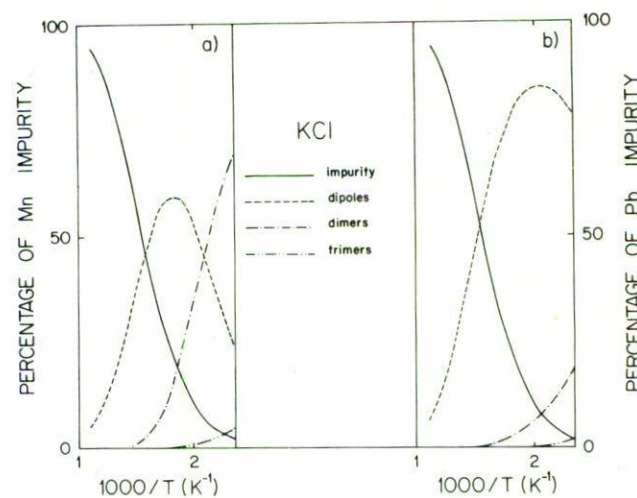 100
a)
50
0
1
2
1000/T (K⁻¹)
PERCENTAGE OF Mn IMPURITY
KCl
impurity
dipoles
dimers
trimers
b)
100
50
0
1
2
1000/T (K⁻¹)
PERCENTAGE OF Pb IMPURITY